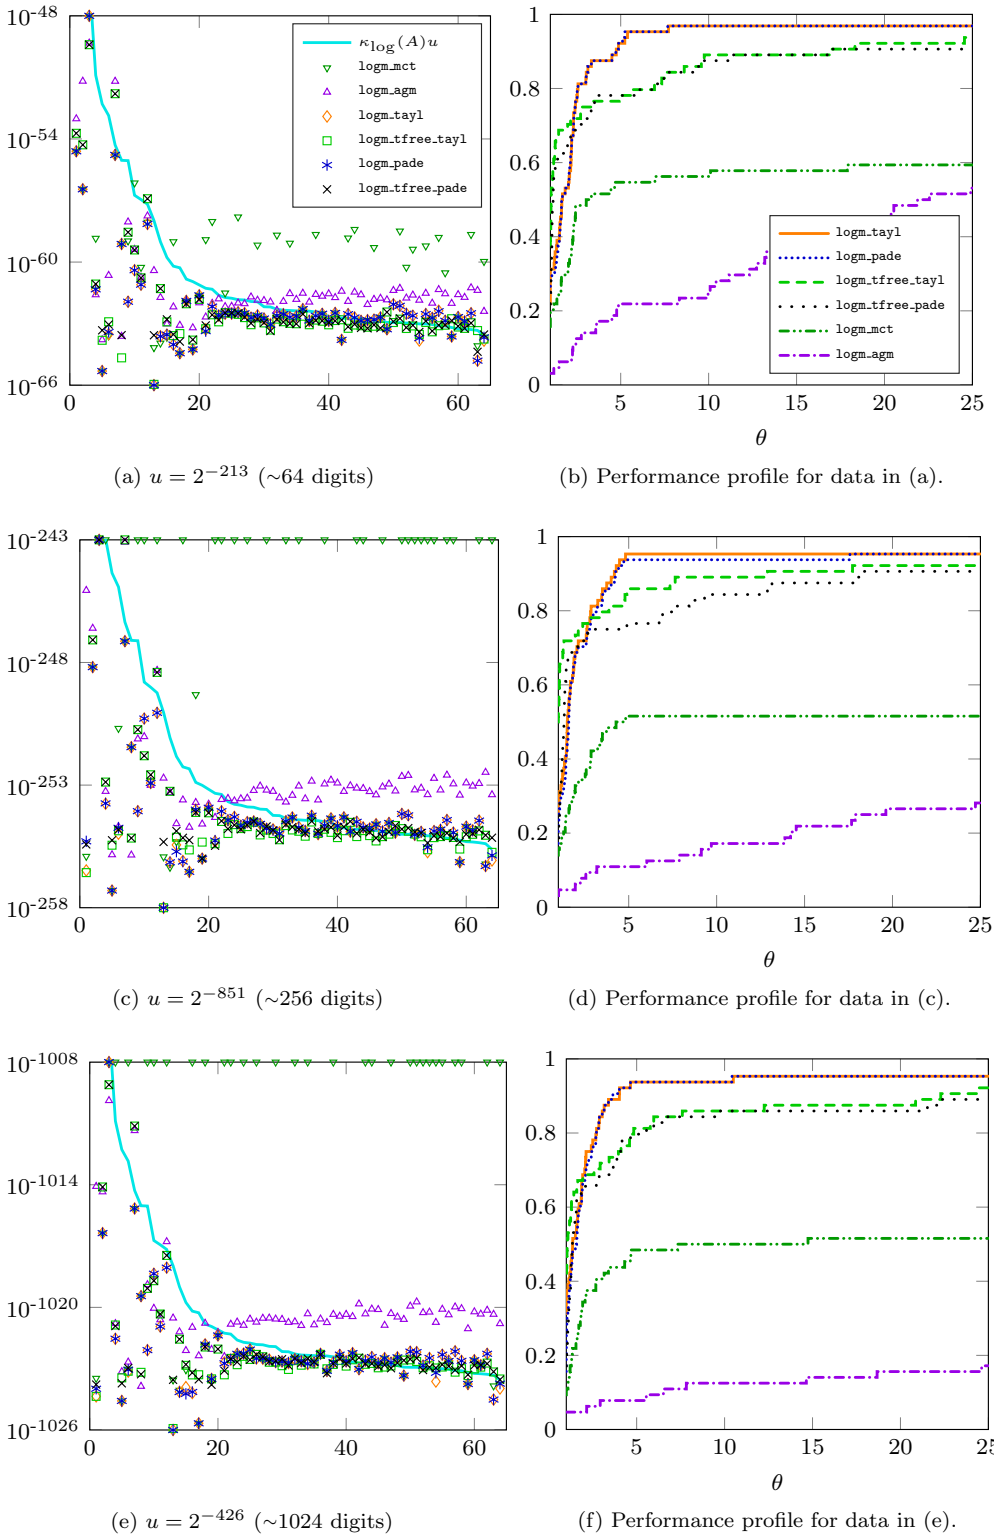 10^-48
10^-54
10^-60
10^-66
0 20 40 60
κ_log(A)u
logm_mct
logm_agm
logm_tayl
logm_tfree_tayl
logm_pade
logm_tfree_pade
(a) u = 2^-213 (~64 digits)
1
0.8
0.6
0.4
0.2
0
5 10 15 20 25
θ
logm_tayl
logm_pade
logm_tfree_tayl
logm_tfree_pade
logm_mct
logm_agm
(b) Performance profile for data in (a).
10^-243
10^-248
10^-253
10^-258
0 20 40 60
(c) u = 2^-851 (~256 digits)
1
0.8
0.6
0.4
0.2
0
5 10 15 20 25
θ
(d) Performance profile for data in (c).
10^-1008
10^-1014
10^-1020
10^-1026
0 20 40 60
(e) u = 2^-426 (~1024 digits)
1
0.8
0.6
0.4
0.2
0
5 10 15 20 25
θ
(f) Performance profile for data in (e).